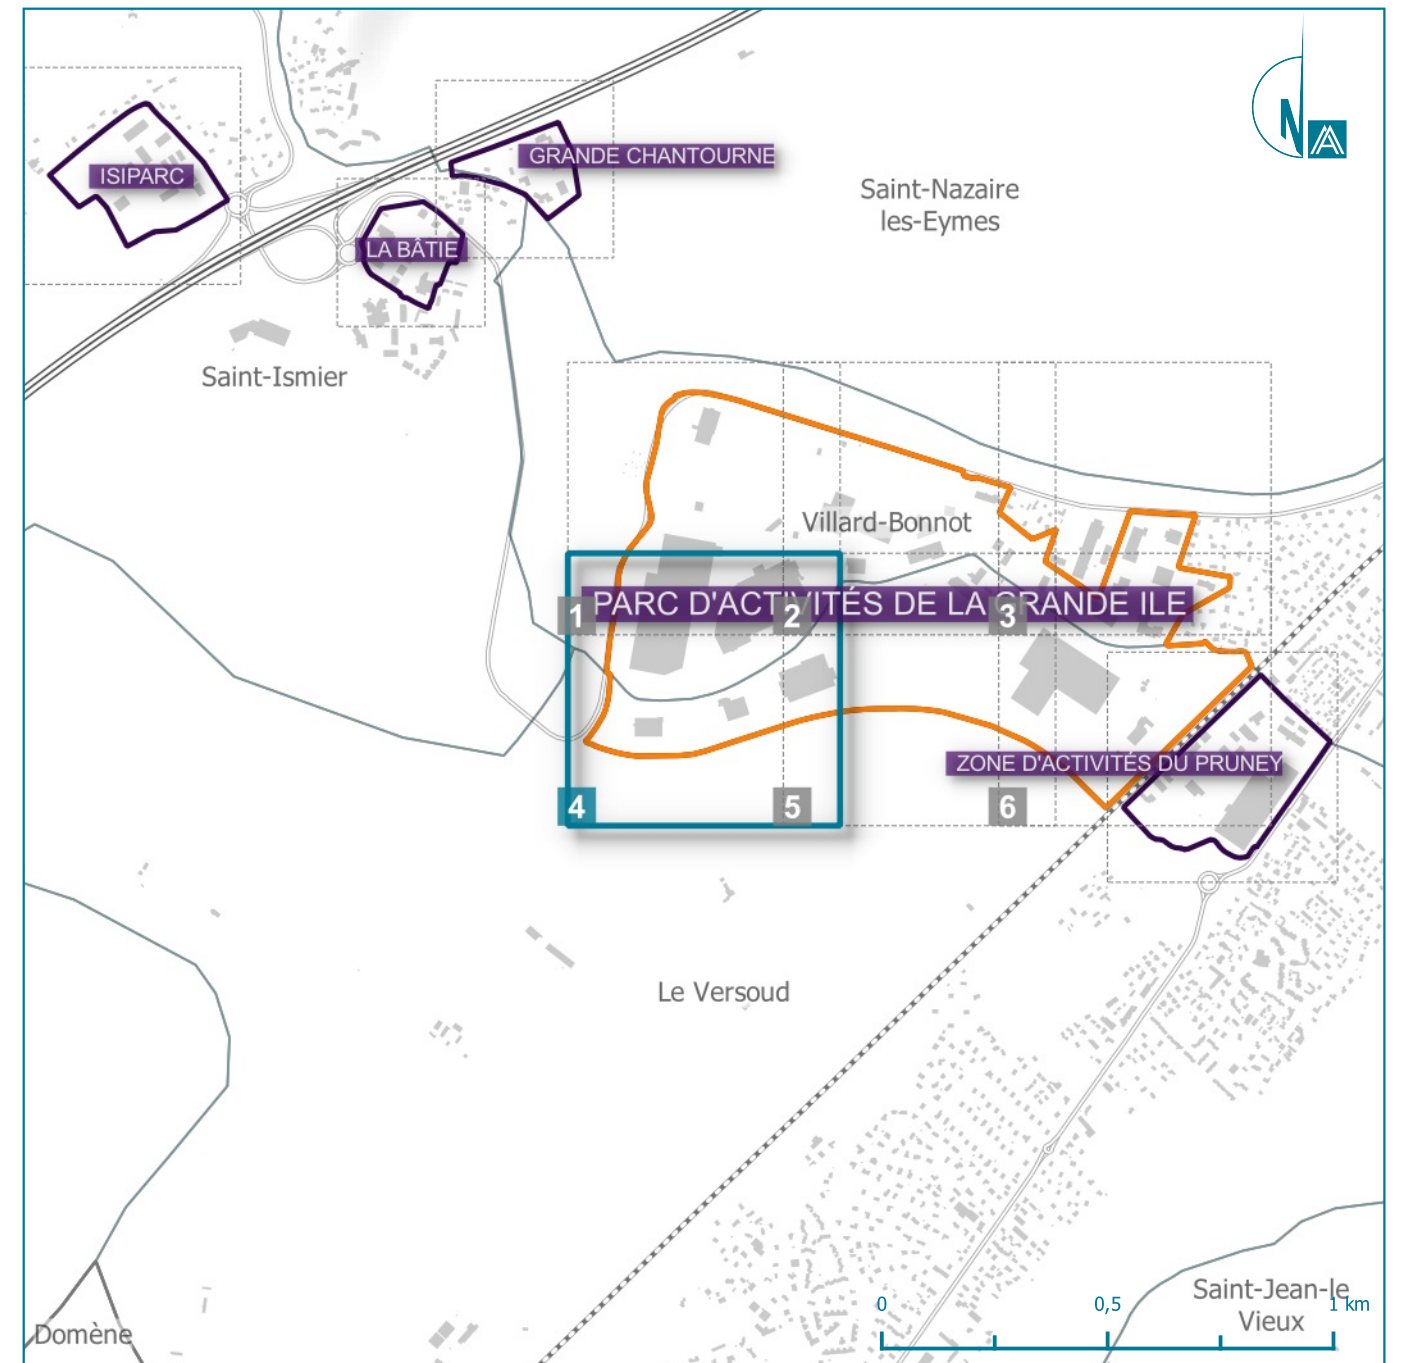 N
GRANDE CHANTOURNE
ISIPARC
Saint-Nazaire
les-Eymes
LA BÂTIE
Saint-Ismier
Villard-Bonnot
PARC D'ACTIVITÉS DE LA GRANDE ILE
1
2
3
ZONE D'ACTIVITÉS DU PRUNEY
4
5
6
Le Versoud
Saint-Jean-le
Vieux
0
0,5
1 km
Domène